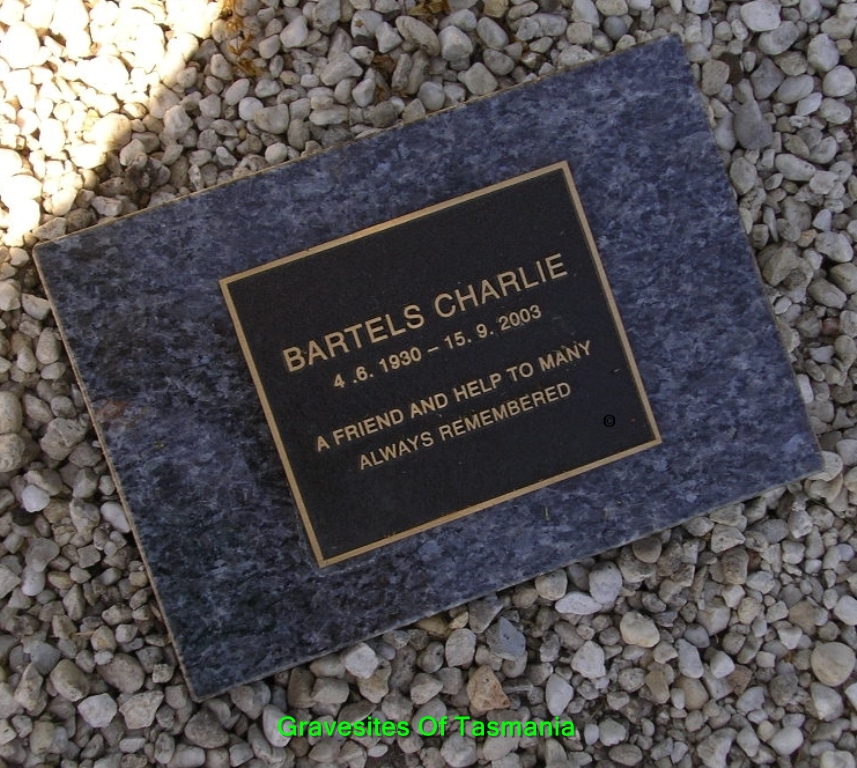 BARTELS CHARLIE
4 .6. 1930 – 15. 9. 2003
A FRIEND AND HELP TO MANY
ALWAYS REMEMBERED
©
Gravesites Of Tasmania